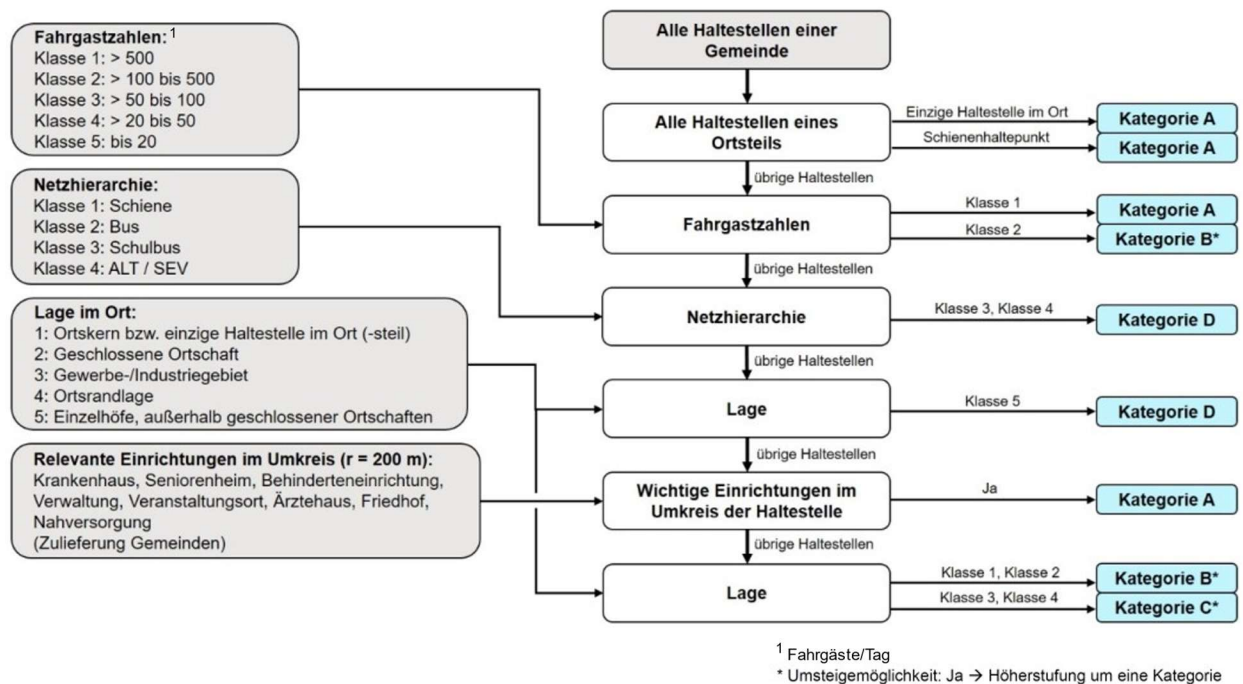 Fahrgastzahlen:1
Klasse 1: > 500
Klasse 2: > 100 bis 500
Klasse 3: > 50 bis 100
Klasse 4: > 20 bis 50
Klasse 5: bis 20
Netzhierarchie:
Klasse 1: Schiene
Klasse 2: Bus
Klasse 3: Schulbus
Klasse 4: ALT / SEV
Lage im Ort:
1: Ortskern bzw. einzige Haltestelle im Ort (-steil)
2: Geschlossene Ortschaft
3: Gewerbe-/Industriegebiet
4: Ortsrandlage
5: Einzelhöfe, außerhalb geschlossener Ortschaften
Relevante Einrichtungen im Umkreis (r = 200 m):
Krankenhaus, Seniorenheim, Behinderteneinrichtung,
Verwaltung, Veranstaltungsort, Ärztehaus, Friedhof,
Nahversorgung
(Zulieferung Gemeinden)
Alle Haltestellen einer
Gemeinde
Alle Haltestellen eines
Ortsteils
Einzige Haltestelle im Ort
Kategorie A
Schienenhaltepunkt
Kategorie A
übrige Haltestellen
Fahrgastzahlen
Klasse 1
Kategorie A
Klasse 2
Kategorie B*
übrige Haltestellen
Netzhierarchie
Klasse 3, Klasse 4
Kategorie D
übrige Haltestellen
Lage
Klasse 5
Kategorie D
übrige Haltestellen
Wichtige Einrichtungen im
Umkreis der Haltestelle
Ja
Kategorie A
übrige Haltestellen
Lage
Klasse 1, Klasse 2
Kategorie B*
Klasse 3, Klasse 4
Kategorie C*
1 Fahrgäste/Tag
* Umsteigemöglichkeit: Ja → Höherstufung um eine Kategorie